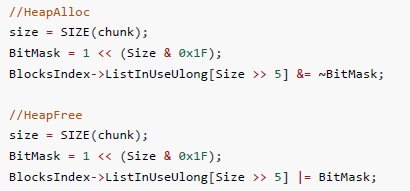 //HeapAlloc
size = SIZE(chunk);
BitMask = 1 << (Size & 0x1F);
BlocksIndex->ListInUseUlong[Size >> 5] &= ~BitMask;
//HeapFree
size = SIZE(chunk);
BitMask = 1 << (Size & 0x1F);
BlocksIndex->ListInUseUlong[Size >> 5] |= BitMask;